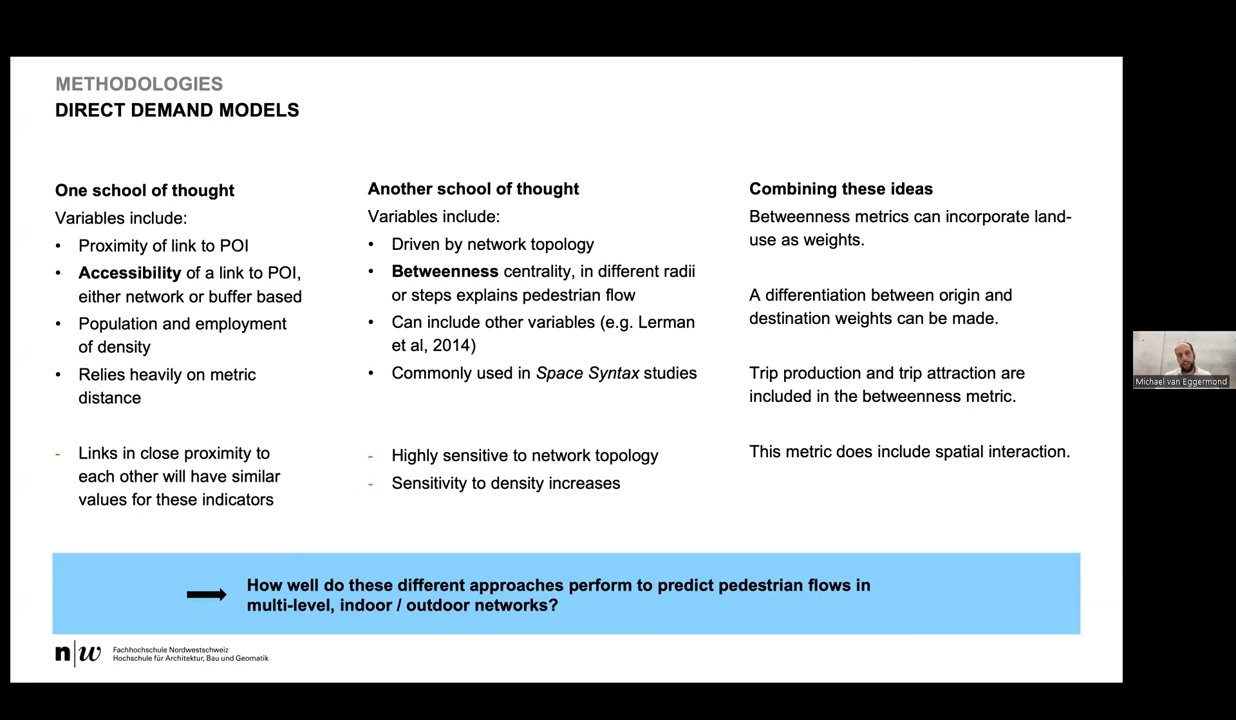 METHODOLOGIES
DIRECT DEMAND MODELS
One school of thought
Variables include:
• Proximity of link to POI
• Accessibility of a link to POI,
either network or buffer based
• Population and employment
of density
• Relies heavily on metric
distance
- Links in close proximity to
each other will have similar
values for these indicators
Another school of thought
Variables include:
• Driven by network topology
• Betweenness centrality, in different radii
or steps explains pedestrian flow
• Can include other variables (e.g. Lerman
et al, 2014)
• Commonly used in Space Syntax studies
- Highly sensitive to network topology
- Sensitivity to density increases
Combining these ideas
Betweenness metrics can incorporate land-
use as weights.
A differentiation between origin and
destination weights can be made.
Trip production and trip attraction are
included in the betweenness metric.
This metric does include spatial interaction.
How well do these different approaches perform to predict pedestrian flows in
multi-level, indoor / outdoor networks?
n|w
Fachhochschule Nordwestschweiz
Hochschule für Architektur, Bau und Geomatik
Michael van Eggermond